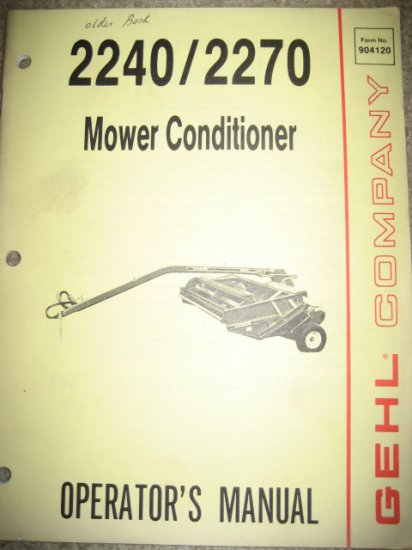 older Book
Form No.
904120
2240/2270
Mower Conditioner
GEHL® COMPANY
OPERATOR'S MANUAL